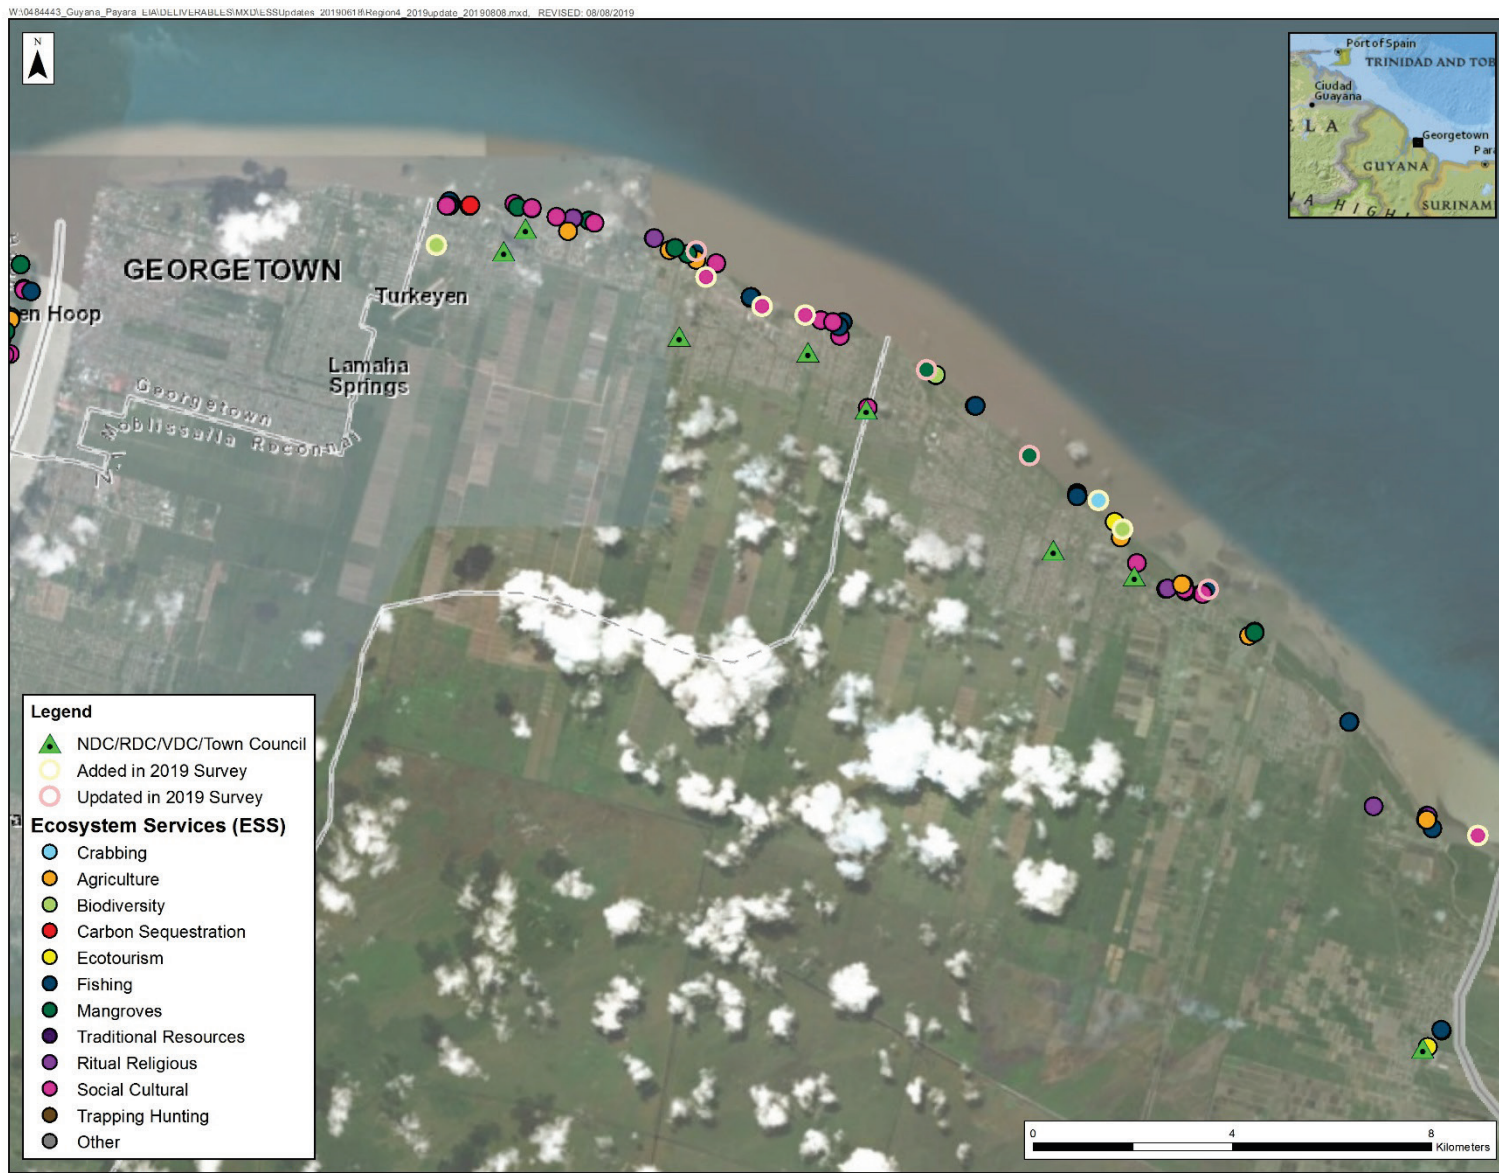 W:\0484443_Guyana_Payara_EIA\DELIVERABLES\MXD\ESSUpdates_20190618\Region4_2019update_20190808.mxd, REVISED: 08/08/2019
N
Port of Spain
TRINIDAD AND TOB
Ciudad
Guayana
E L A
Georgetown
Para
GUYANA
A HIGH
SURINAM
GEORGETOWN
Turkeyen
en Hoop
Lamaha
Springs
Georgetown
Legend
NDC/RDC/VDC/Town Council
Added in 2019 Survey
Updated in 2019 Survey
Ecosystem Services (ESS)
Crabbing
Agriculture
Biodiversity
Carbon Sequestration
Ecotourism
Fishing
Mangroves
Traditional Resources
Ritual Religious
Social Cultural
Trapping Hunting
Other
0 4 8
Kilometers